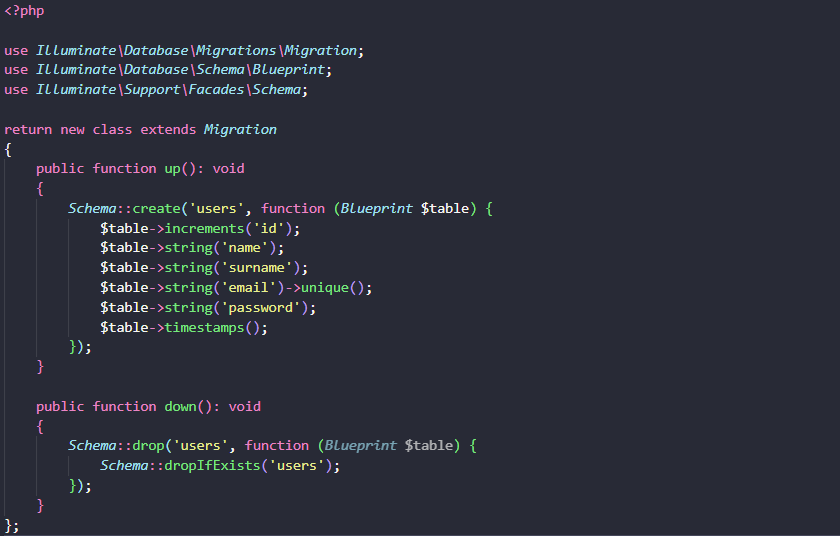 <?php
use Illuminate\Database\Migrations\Migration;
use Illuminate\Database\Schema\Blueprint;
use Illuminate\Support\Facades\Schema;
return new class extends Migration
{
    public function up(): void
    {
        Schema::create('users', function (Blueprint $table) {
            $table->increments('id');
            $table->string('name');
            $table->string('surname');
            $table->string('email')->unique();
            $table->string('password');
            $table->timestamps();
        });
    }
    public function down(): void
    {
        Schema::drop('users', function (Blueprint $table) {
            Schema::dropIfExists('users');
        });
    }
};